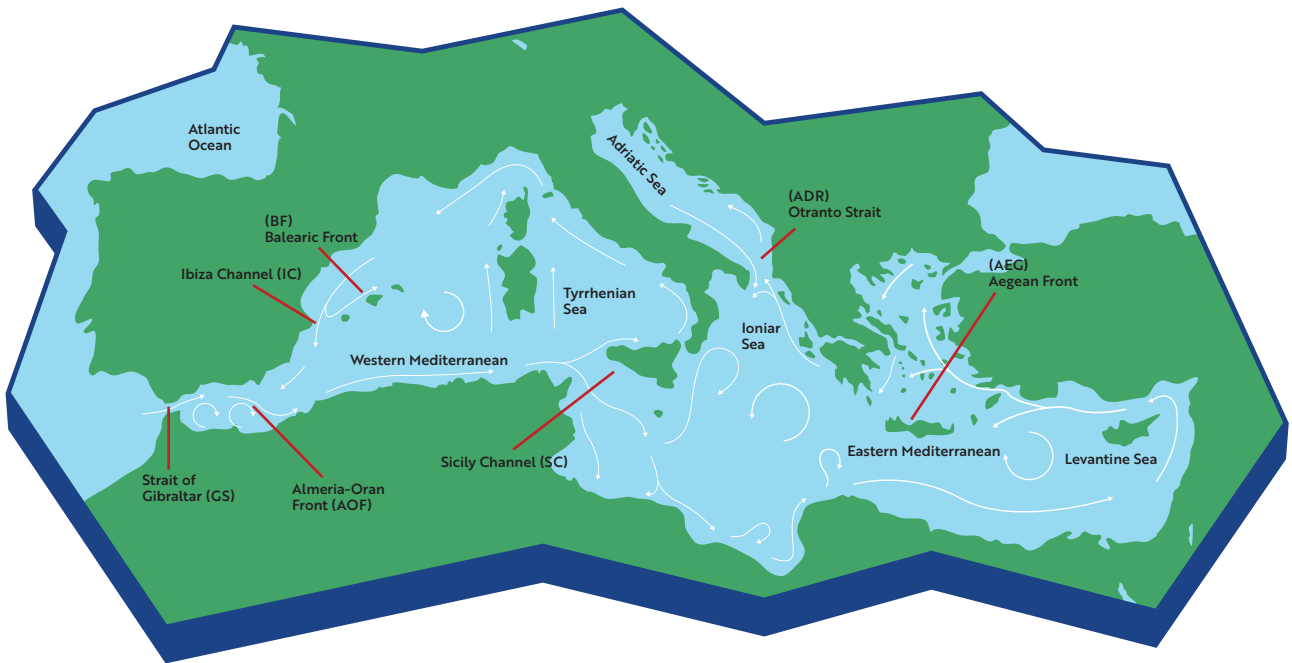 Atlantic
Ocean
Adriatic Sea
(ADR)
Otranto Strait
(BF)
Balearic Front
Ibiza Channel (IC)
(AEG)
Aegean Front
Tyrrhenian
Sea
Ioniar
Sea
Western Mediterranean
Sicily Channel (SC)
Eastern Mediterranean
Levantine Sea
Strait of
Gibraltar (GS)
Almeria-Oran
Front (AOF)